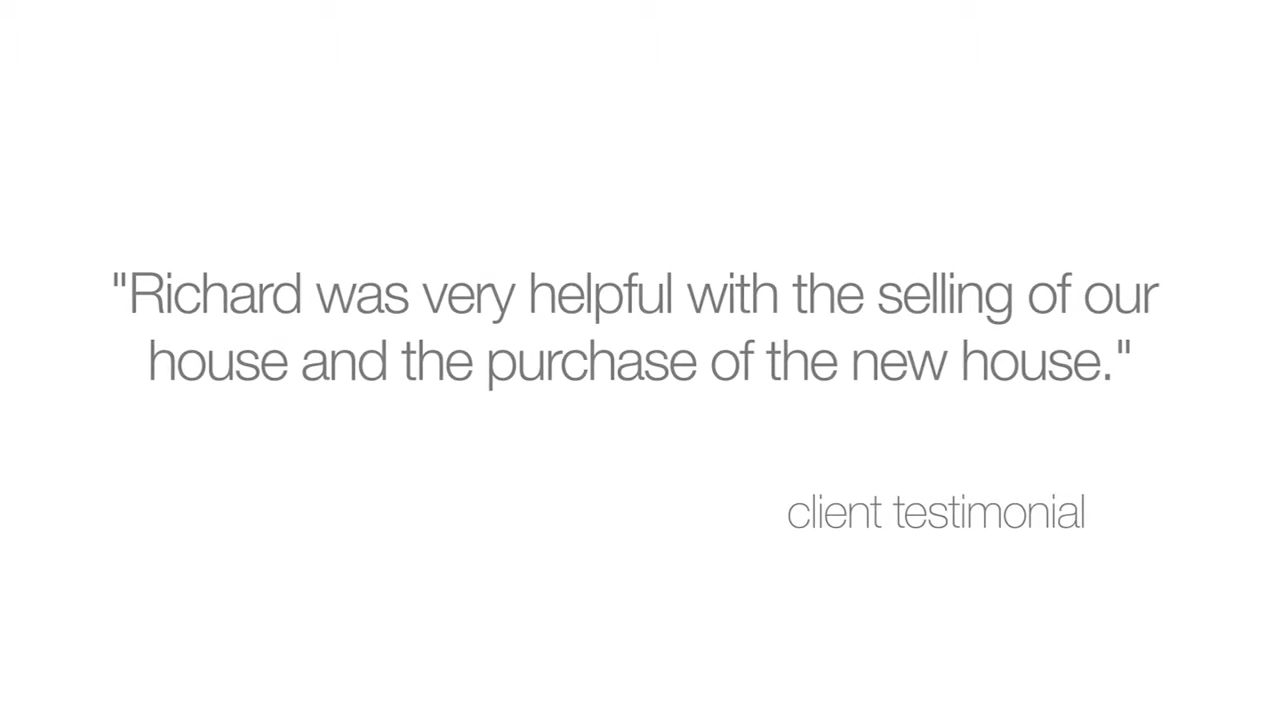 "Richard was very helpful with the selling of our
house and the purchase of the new house."
client testimonial